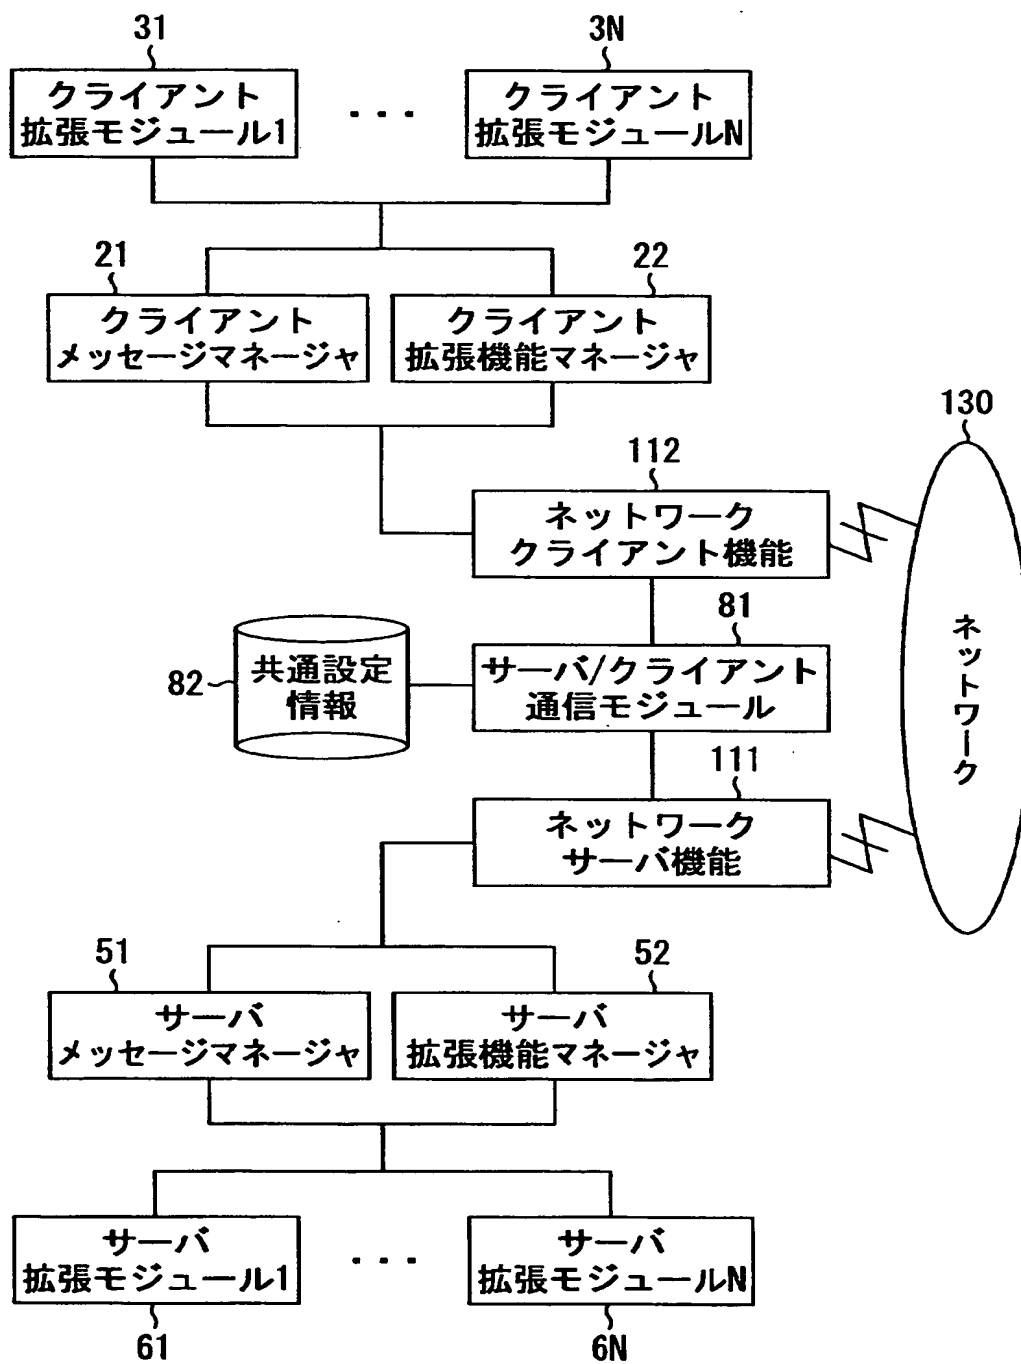 31
3N
クライアント
拡張モジュール1
・・・
クライアント
拡張モジュールN
21
22
クライアント
メッセージマネージャ
クライアント
拡張機能マネージャ
130
112
ネットワーク
クライアント機能
81
82
共通設定
情報
サーバ/クライアント
通信モジュール
ネットワーク
111
ネットワーク
サーバ機能
51
52
サーバ
メッセージマネージャ
サーバ
拡張機能マネージャ
サーバ
拡張モジュール1
・・・
サーバ
拡張モジュールN
61
6N